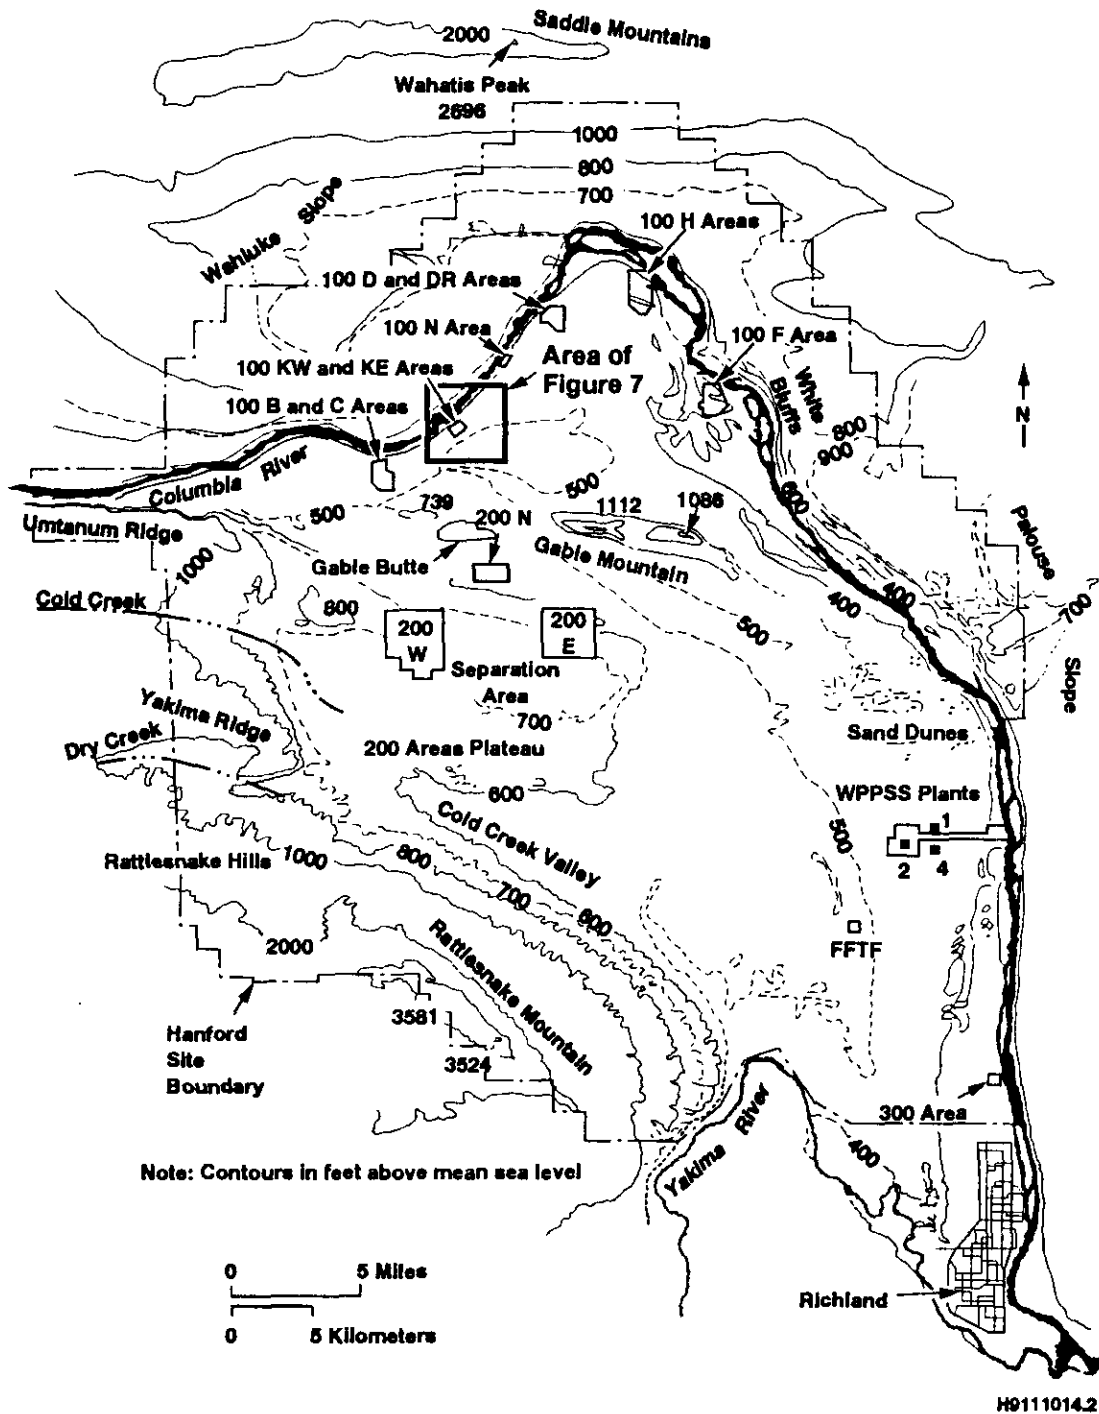 Saddle Mountains
2000
Wahatis Peak
2696
1000
800
700
Wahluke Slope
100 H Areas
100 D and DR Areas
100 N Area
100 F Area
Area of
Figure 7
100 KW and KE Areas
100 B and C Areas
White
Bluffs
N
800
900
Columbia River
500
739
200 N
500
1112
1086
600
Umtanum Ridge
1000
Gable Butte
Gable Mountain
Palouse
Slope
Cold Creek
800
200
W
200
E
400
400
500
700
Separation
Area
Yakima Ridge
700
Dry Creek
200 Areas Plateau
Sand Dunes
600
WPPSS Plants
1
2
4
500
Cold Creek Valley
Rattlesnake Hills
1000
800
700
600
2000
Rattlesnake Mountain
FFTF
3581
3524
Hanford
Site
Boundary
300 Area
Yakima River
400
Note: Contours in feet above mean sea level
0
5 Miles
0
5 Kilometers
Richland
H9111014.2